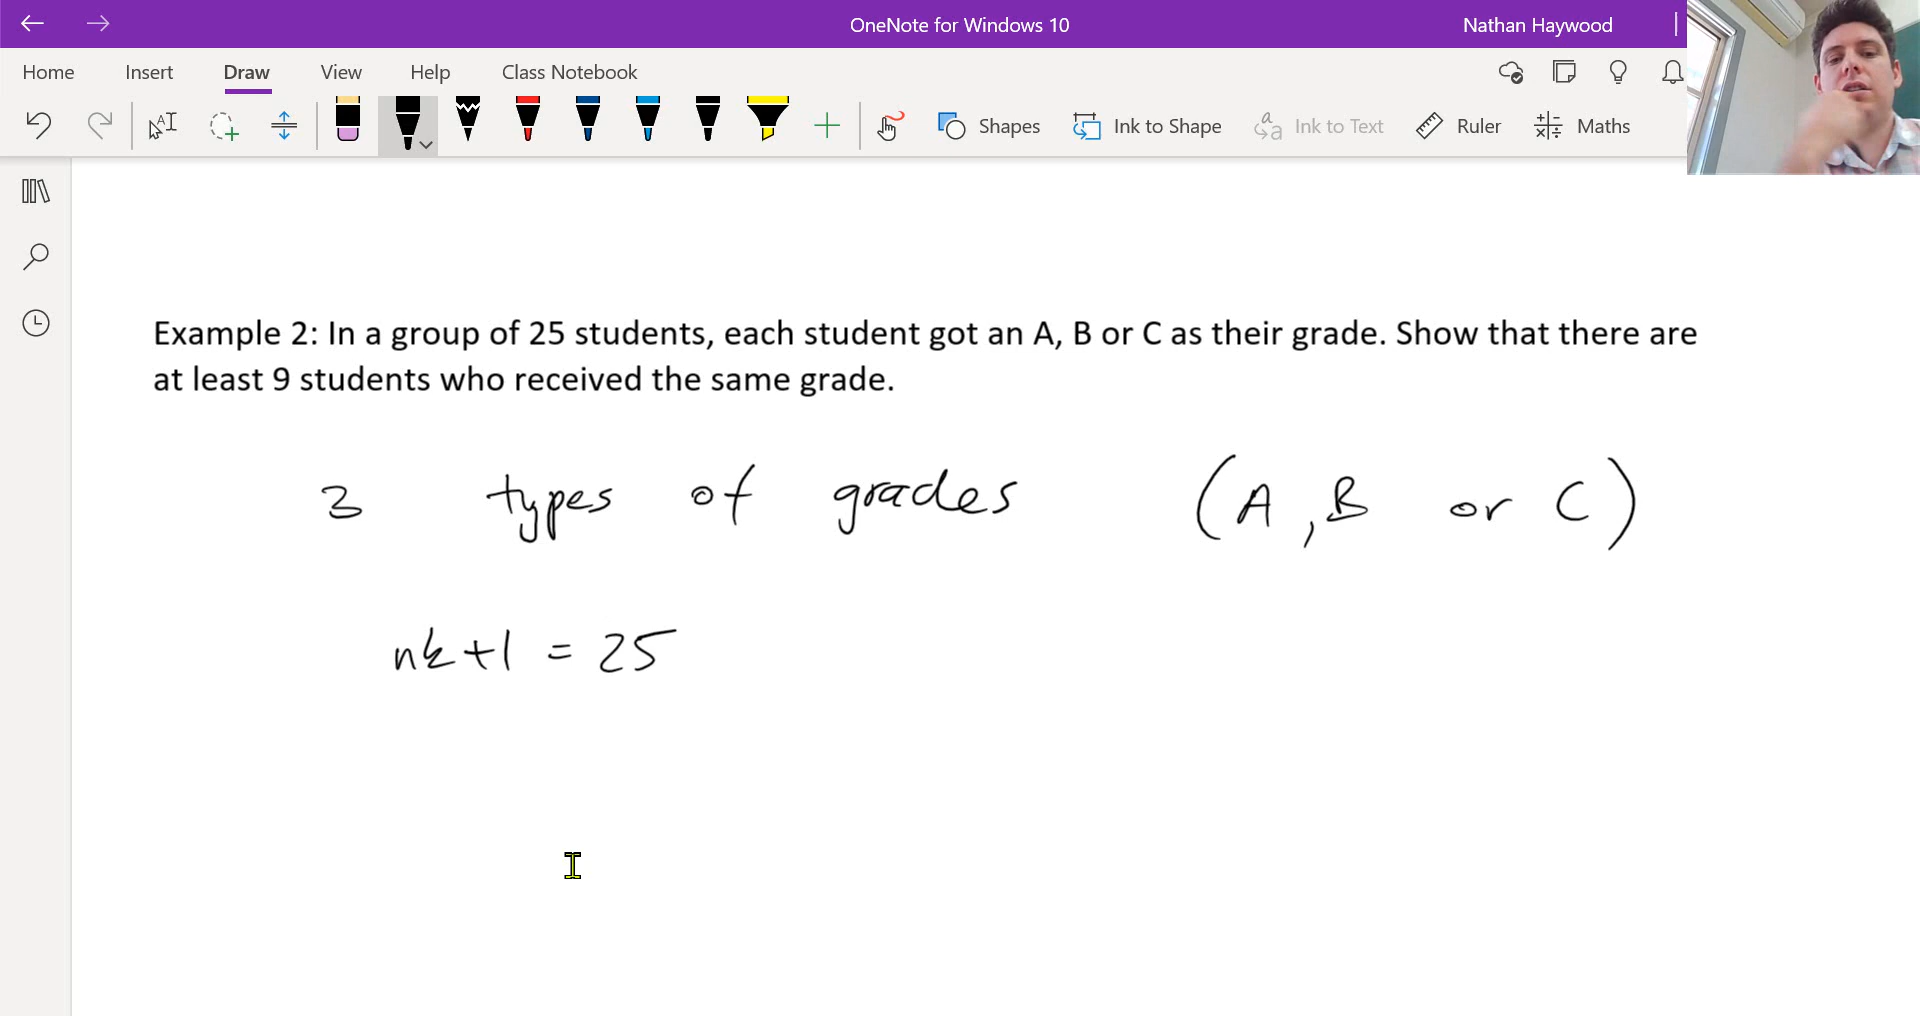 OneNote for Windows 10
Nathan Haywood
Home Insert Draw View Help Class Notebook
Shapes Ink to Shape Ink to Text Ruler Maths
Example 2: In a group of 25 students, each student got an A, B or C as their grade. Show that there are
at least 9 students who received the same grade.
3 types of grades (A, B or C)
nk+1 = 25